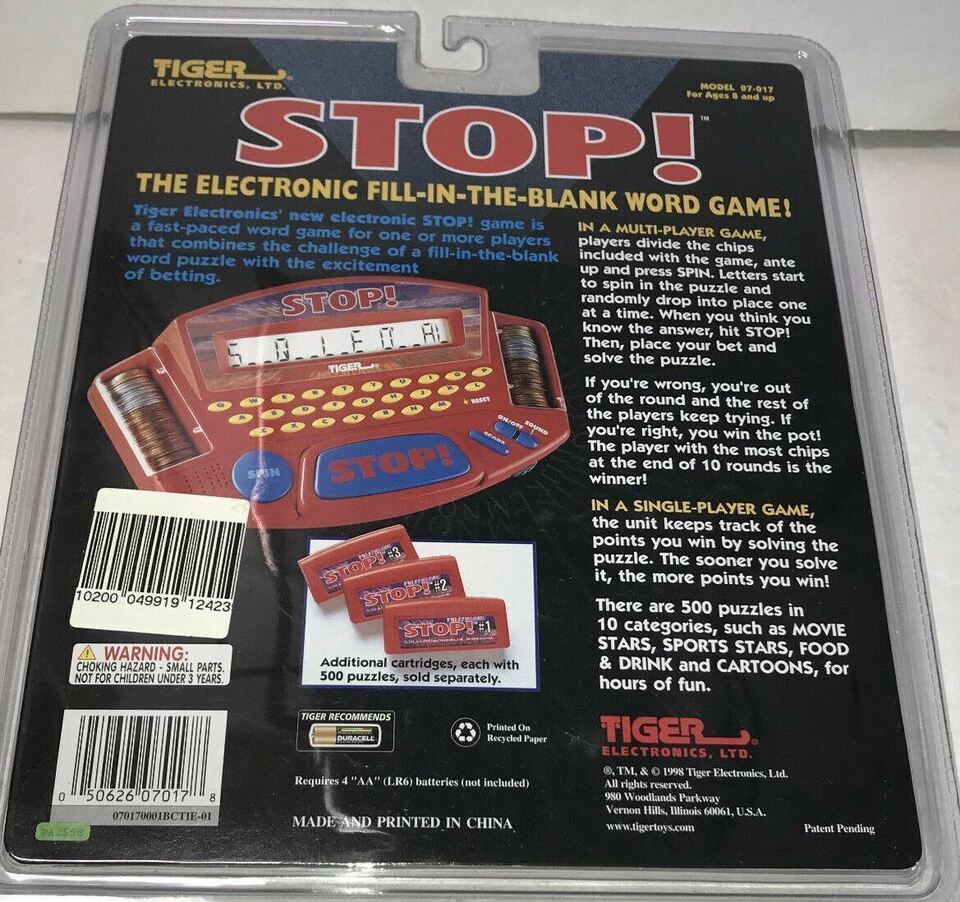 TIGER
ELECTRONICS, LTD.
MODEL 07-017
For Ages 8 and up
STOP!™
THE ELECTRONIC FILL-IN-THE-BLANK WORD GAME!
Tiger Electronics' new electronic STOP! game is
a fast-paced word game for one or more players
that combines the challenge of a fill-in-the-blank
word puzzle with the excitement
of betting.
IN A MULTI-PLAYER GAME,
players divide the chips
included with the game, ante
up and press SPIN. Letters start
to spin in the puzzle and
randomly drop into place one
at a time. When you think you
know the answer, hit STOP!
Then, place your bet and
solve the puzzle.
If you're wrong, you're out
of the round and the rest of
the players keep trying. If
you're right, you win the pot!
The player with the most chips
at the end of 10 rounds is the
winner!
IN A SINGLE-PLAYER GAME,
the unit keeps track of the
points you win by solving the
puzzle. The sooner you solve
it, the more points you win!
There are 500 puzzles in
10 categories, such as MOVIE
STARS, SPORTS STARS, FOOD
& DRINK and CARTOONS, for
hours of fun.
STOP!
TIGER
Q W E R T Y U I O P
A S D F G H J K L
Z X C V B N M
RESET
ON/OFF SOUND
SCORE
SPIN
STOP!
10200 049919 12423
STOP! #3
STOP! #2
STOP! #1
Additional cartridges, each with
500 puzzles, sold separately.
WARNING:
CHOKING HAZARD - SMALL PARTS.
NOT FOR CHILDREN UNDER 3 YEARS.
0 50626 07017 8
070170001BCTIE-01
PA2568
TIGER RECOMMENDS
DURACELL
Printed On
Recycled Paper
Requires 4 "AA" (LR6) batteries (not included)
MADE AND PRINTED IN CHINA
TIGER®
ELECTRONICS, LTD.
®, TM, & © 1998 Tiger Electronics, Ltd.
All rights reserved.
980 Woodlands Parkway
Vernon Hills, Illinois 60061, U.S.A.
www.tigertoys.com
Patent Pending